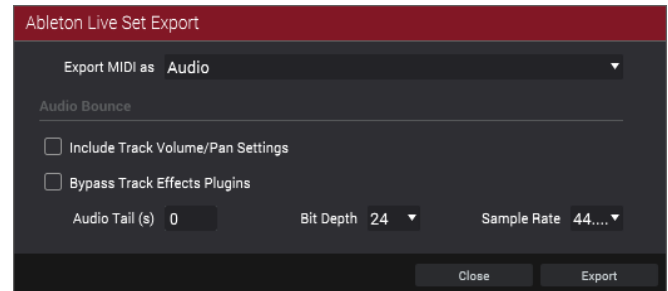 Ableton Live Set Export
Export MIDI as Audio
Audio Bounce
Include Track Volume/Pan Settings
Bypass Track Effects Plugins
Audio Tail (s) 0 Bit Depth 24 Sample Rate 44....
Close Export